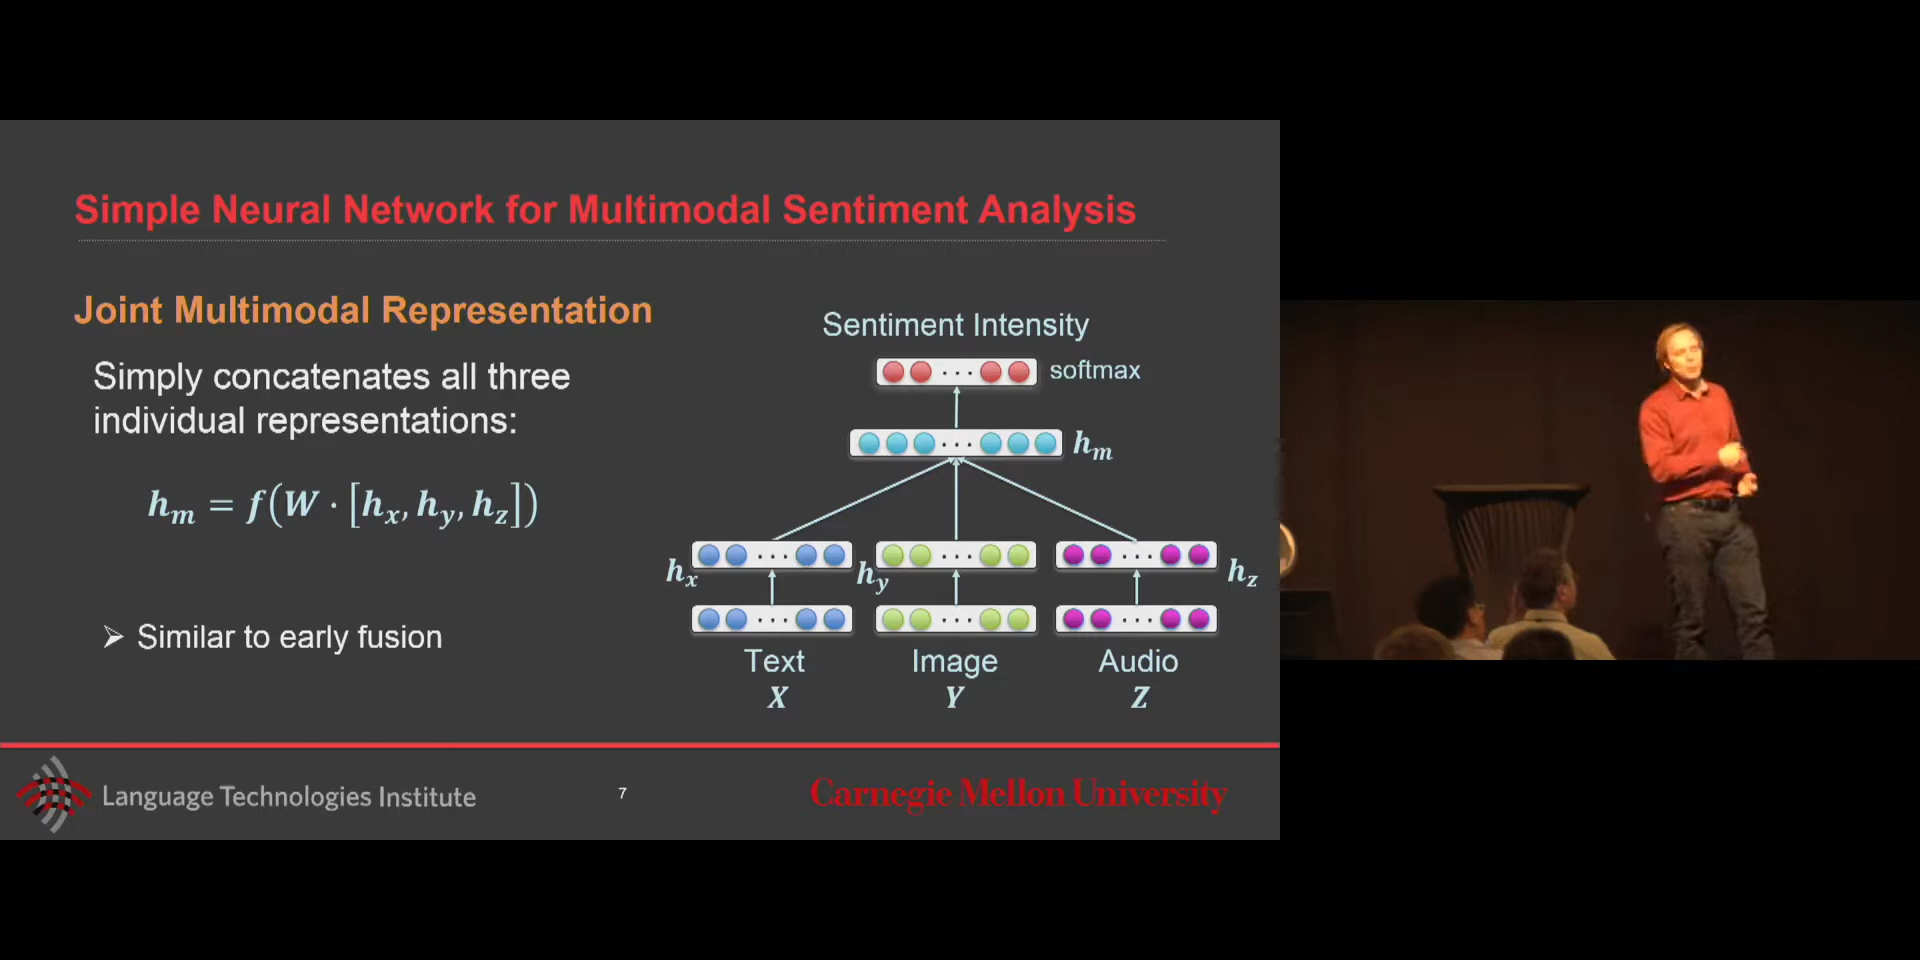 Simple Neural Network for Multimodal Sentiment Analysis
Joint Multimodal Representation
Simply concatenates all three
individual representations:
h_m = f(W · [h_x, h_y, h_z])
➢ Similar to early fusion
Sentiment Intensity
softmax
h_m
h_x
h_y
h_z
Text
Image
Audio
X
Y
Z
Language Technologies Institute
7
Carnegie Mellon University